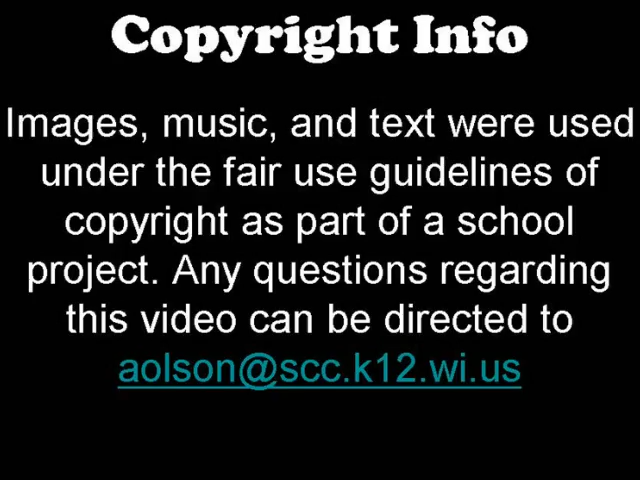 Copyright Info
Images, music, and text were used
under the fair use guidelines of
copyright as part of a school
project. Any questions regarding
this video can be directed to
aolson@scc.k12.wi.us